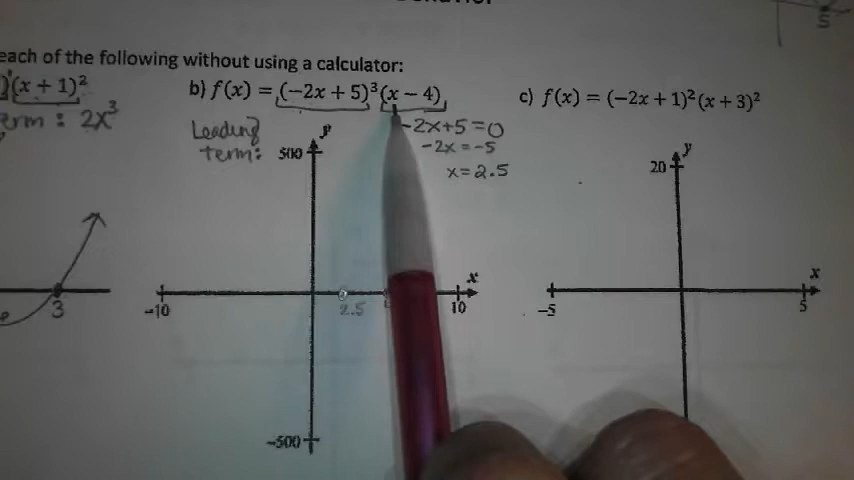 each of the following without using a calculator:
)(x + 1)²
2x³
b) f(x) = (−2x + 5)³(x − 4)
Leading
term:
-2x+5=0
-2x=-5
x=2.5
y
500
x
-10
2.5
10
-500
3
c) f(x) = (−2x + 1)²(x + 3)²
y
20
x
-5
5
5